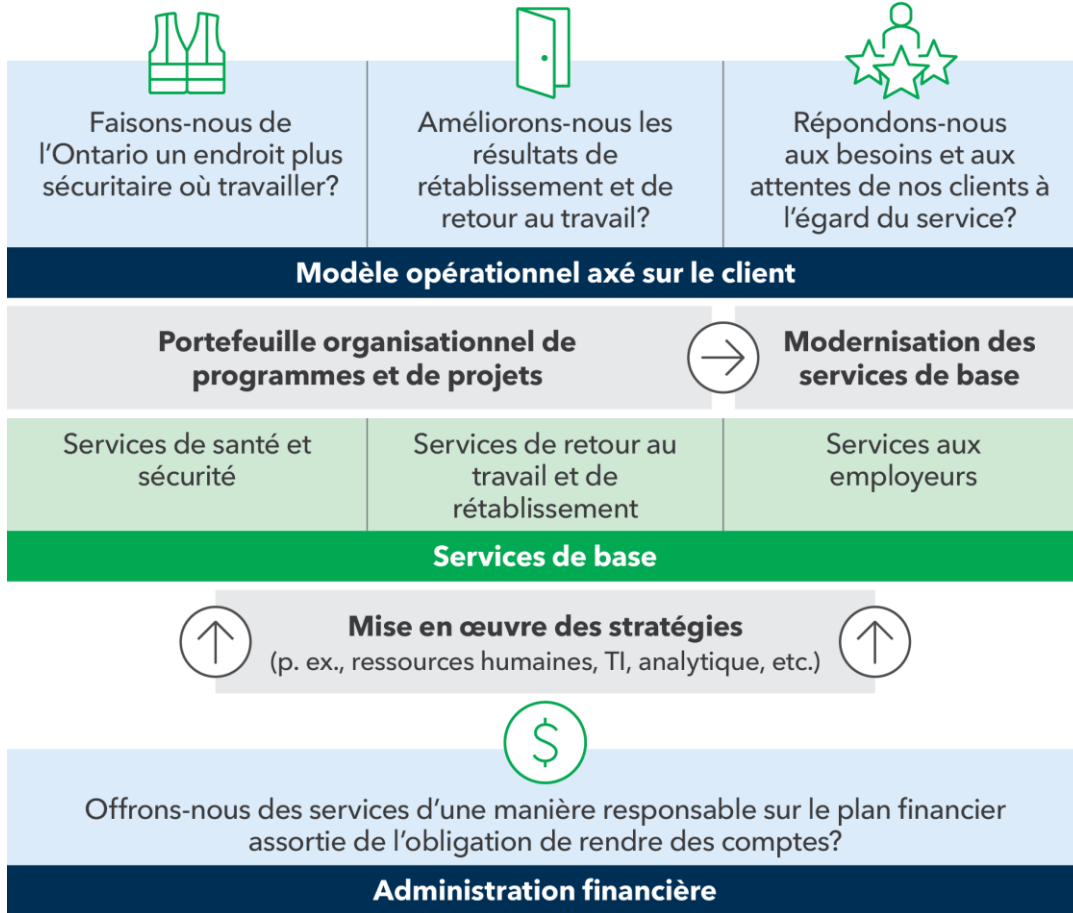 Faisons-nous de
l’Ontario un endroit plus
sécuritaire où travailler?
Améliorons-nous les
résultats de
rétablissement et de
retour au travail?
Répondons-nous
aux besoins et aux
attentes de nos clients à
l’égard du service?
Modèle opérationnel axé sur le client
Portefeuille organisationnel de
programmes et de projets
Modernisation des
services de base
Services de santé et
sécurité
Services de retour au
travail et de
rétablissement
Services aux
employeurs
Services de base
Mise en œuvre des stratégies
(p. ex., ressources humaines, TI, analytique, etc.)
$
Offrons-nous des services d’une manière responsable sur le plan financier
assortie de l’obligation de rendre des comptes?
Administration financière